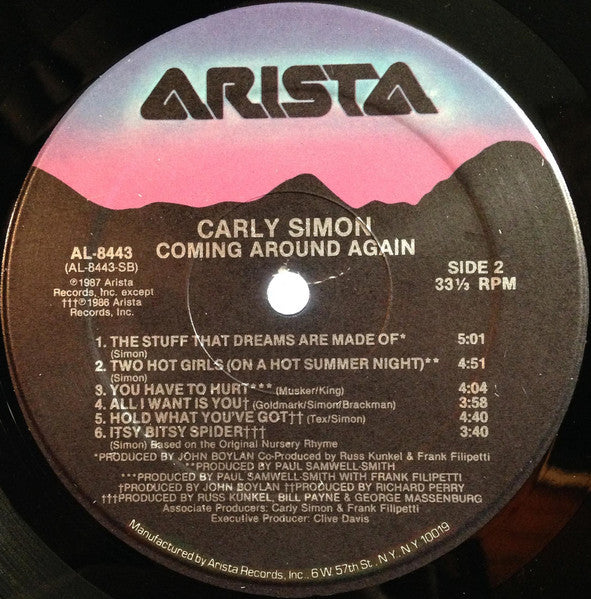 ARISTA
CARLY SIMON
COMING AROUND AGAIN
AL-8443
(AL-8443-SB)
℗1987 Arista
Records, Inc. except
†††℗1986 Arista
Records, Inc.
SIDE 2
33⅓ RPM
1. THE STUFF THAT DREAMS ARE MADE OF* 5:01
(Simon)
2. TWO HOT GIRLS (ON A HOT SUMMER NIGHT)** 4:51
(Simon)
3. YOU HAVE TO HURT*** (Musker/King) 4:04
4. ALL I WANT IS YOU† (Goldmark/Simon/Brackman) 3:58
5. HOLD WHAT YOU'VE GOT†† (Tex/Simon) 4:40
6. ITSY BITSY SPIDER††† 3:40
(Simon) Based on the Original Nursery Rhyme
*PRODUCED BY JOHN BOYLAN Co-Produced by Russ Kunkel & Frank Filipetti
**PRODUCED BY PAUL SAMWELL-SMITH
***PRODUCED BY PAUL SAMWELL-SMITH WITH FRANK FILIPETTI
†PRODUCED BY JOHN BOYLAN ††PRODUCED BY RICHARD PERRY
†††PRODUCED BY RUSS KUNKEL, BILL PAYNE & GEORGE MASSENBURG
Associate Producers: Carly Simon & Frank Filipetti
Executive Producer: Clive Davis
Manufactured by Arista Records, Inc., 6 W. 57th St., N.Y. N.Y. 10019